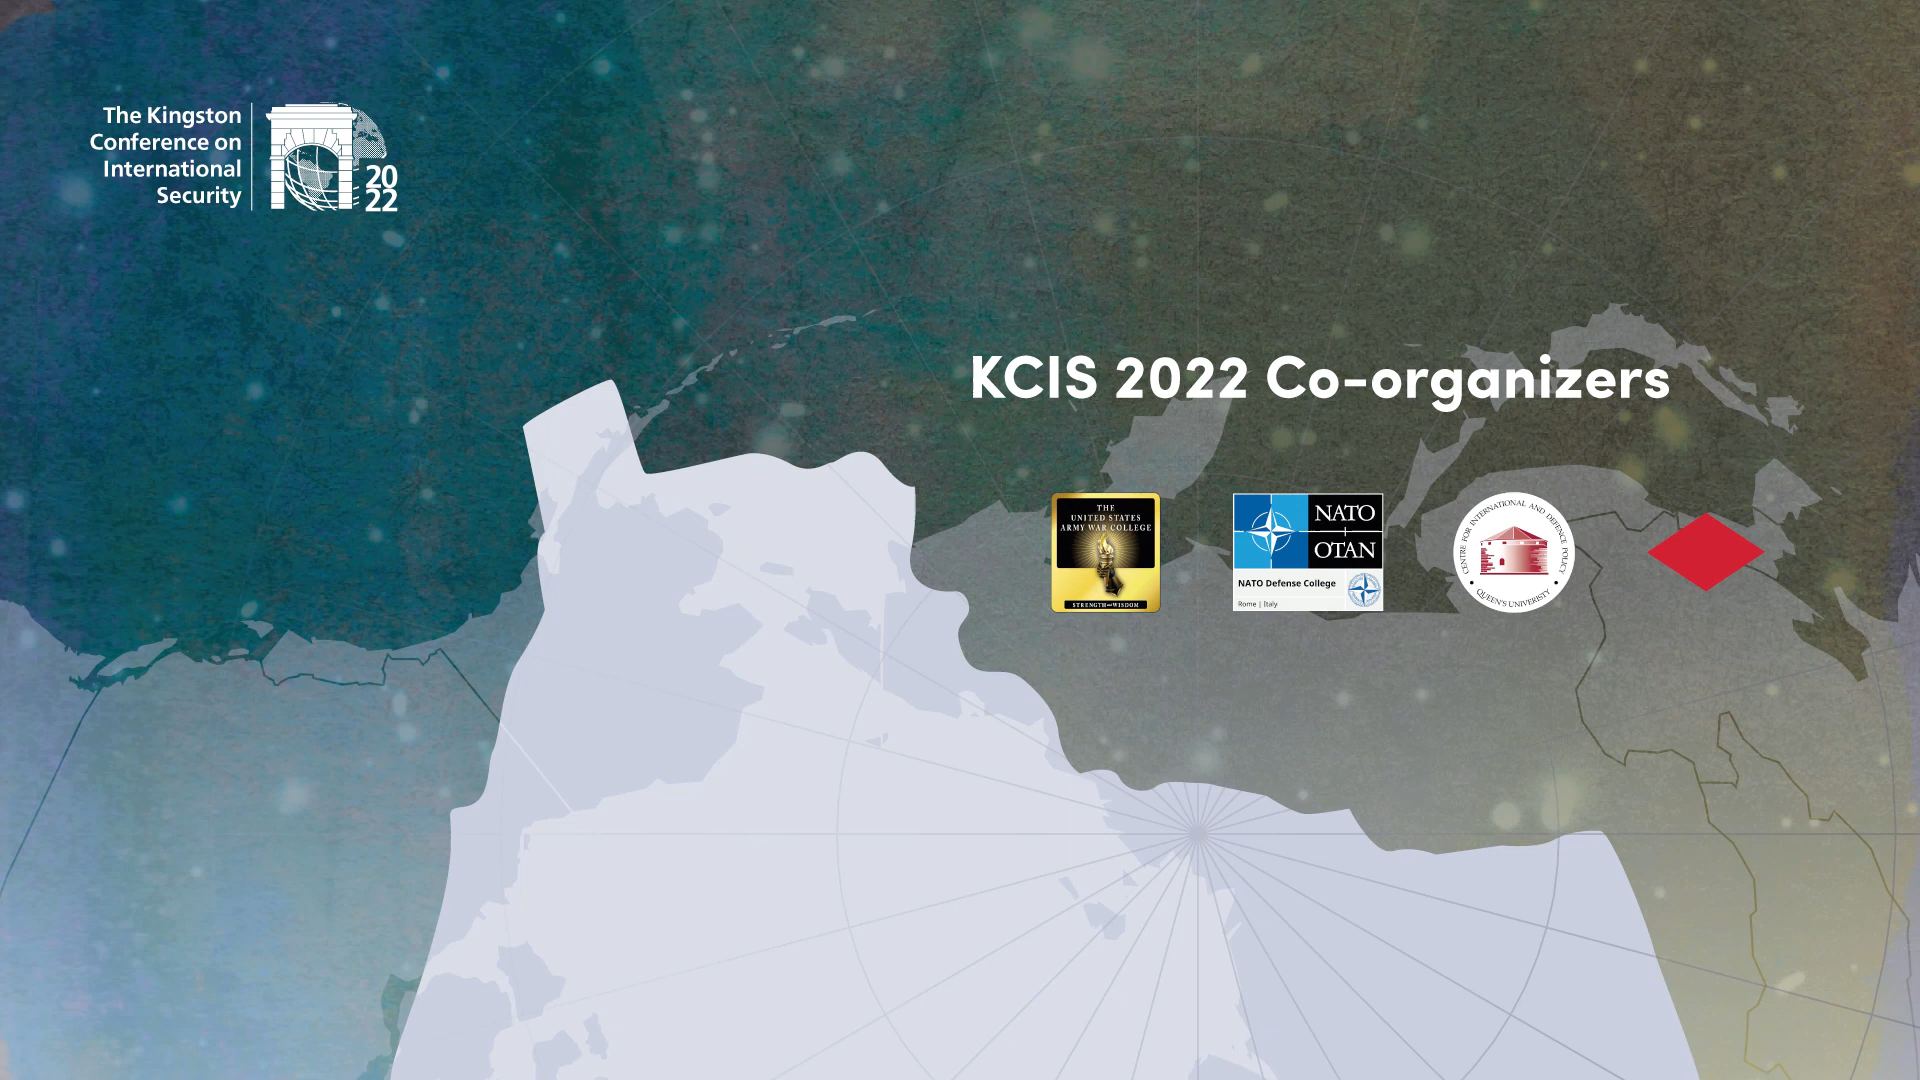 The Kingston
Conference on
International
Security
20
22
KCIS 2022 Co-organizers
THE
UNITED STATES
ARMY WAR COLLEGE
STRENGTH and WISDOM
NATO
OTAN
NATO Defense College
Rome | Italy
CENTRE FOR INTERNATIONAL AND DEFENCE POLICY
QUEEN'S UNIVERISTY